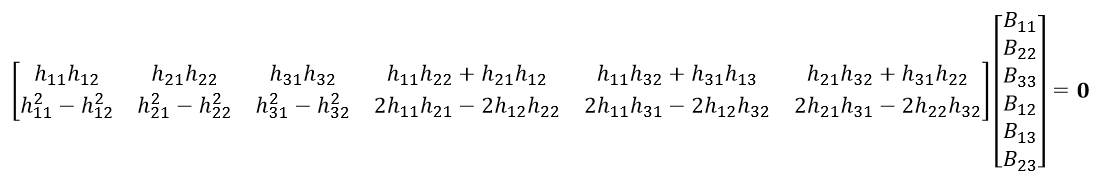 h₁₁h₁₂ h₂₁h₂₂ h₃₁h₃₂ h₁₁h₂₂ + h₂₁h₁₂ h₁₁h₃₂ + h₃₁h₁₃ h₂₁h₃₂ + h₃₁h₂₂
h₁₁² − h₁₂² h₂₁² − h₂₂² h₃₁² − h₃₂² 2h₁₁h₂₁ − 2h₁₂h₂₂ 2h₁₁h₃₁ − 2h₁₂h₃₂ 2h₂₁h₃₁ − 2h₂₂h₃₂
B₁₁
B₂₂
B₃₃
B₁₂
B₁₃
B₂₃
= 0